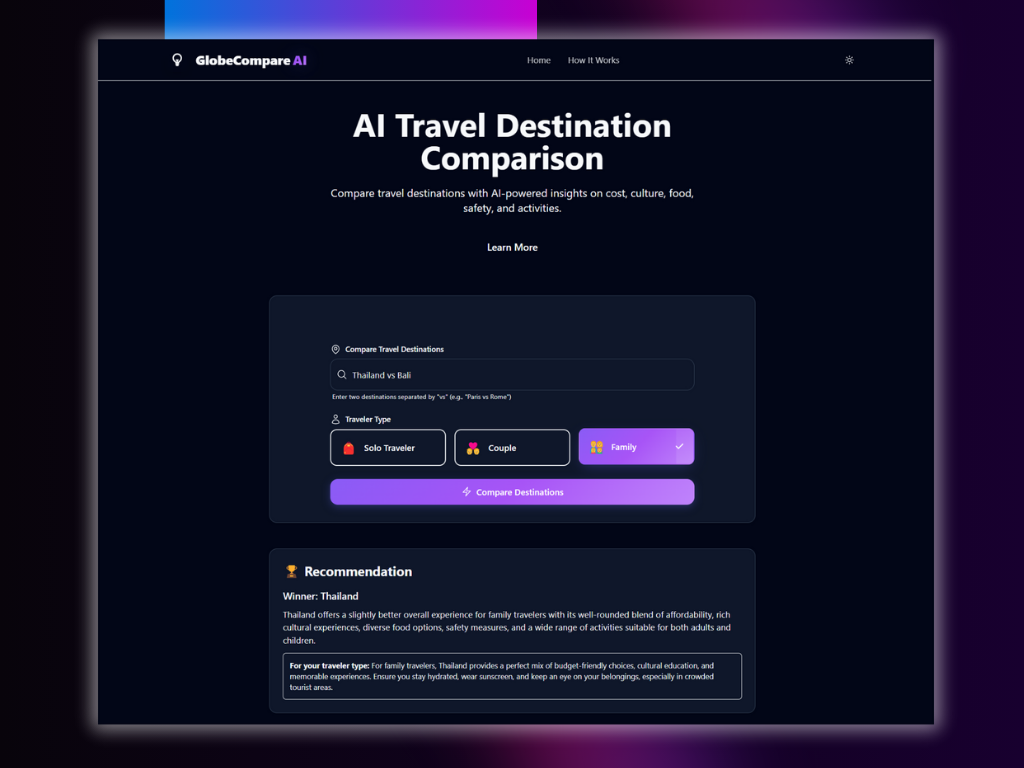 GlobeCompare AI
Home
How It Works
AI Travel Destination
Comparison
Compare travel destinations with AI-powered insights on cost, culture, food,
safety, and activities.
Learn More
Compare Travel Destinations
Thailand vs Bali
Enter two destinations separated by "vs" (e.g., "Paris vs Rome")
Traveler Type
Solo Traveler
Couple
Family
Compare Destinations
Recommendation
Winner: Thailand
Thailand offers a slightly better overall experience for family travelers with its well-rounded blend of affordability, rich
cultural experiences, diverse food options, safety measures, and a wide range of activities suitable for both adults and
children.
For your traveler type: For family travelers, Thailand provides a perfect mix of budget-friendly choices, cultural education, and
memorable experiences. Ensure you stay hydrated, wear sunscreen, and keep an eye on your belongings, especially in crowded
tourist areas.